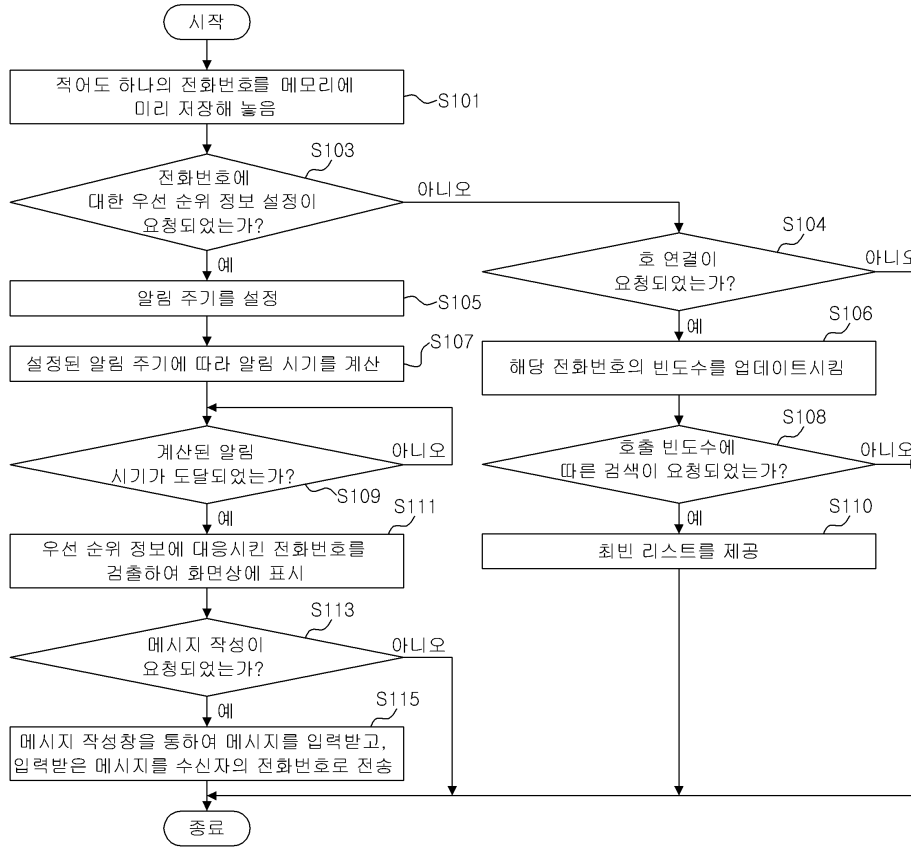 시작
적어도 하나의 전화번호를 메모리에
미리 저장해 놓음
S101
S103
전화번호에
대한 우선 순위 정보 설정이
요청되었는가?
아니오
예
S104
호 연결이
요청되었는가?
아니오
예
알림 주기를 설정
S105
S106
해당 전화번호의 빈도수를 업데이트시킴
S107
설정된 알림 주기에 따라 알림 시기를 계산
계산된 알림
시기가 도달되었는가?
아니오
S109
예
S108
호출 빈도수에
따른 검색이 요청되었는가?
아니오
예
S111
우선 순위 정보에 대응시킨 전화번호를
검출하여 화면상에 표시
S110
최빈 리스트를 제공
S113
메시지 작성이
요청되었는가?
아니오
예
S115
메시지 작성창을 통하여 메시지를 입력받고,
입력받은 메시지를 수신자의 전화번호로 전송
종료